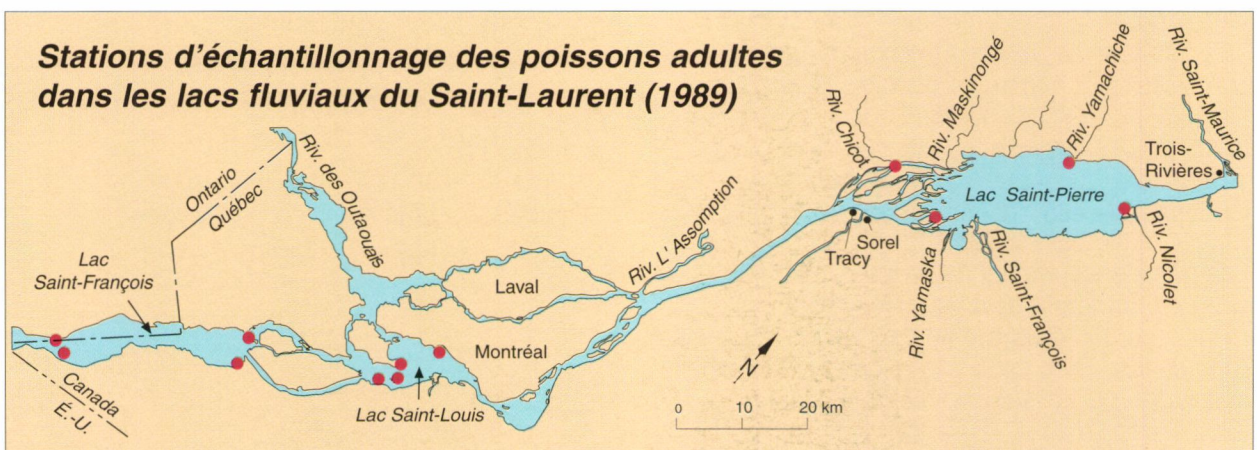 Stations d'échantillonnage des poissons adultes
dans les lacs fluviaux du Saint-Laurent (1989)
Riv. des Outaouais
Ontario
Québec
Lac
Saint-François
Canada
É.-U.
Lac Saint-Louis
Laval
Montréal
Riv. L'Assomption
Riv. Chicot
Riv. Maskinongé
Riv. Yamachiche
Riv. Saint-Maurice
Trois-
Rivières
Lac Saint-Pierre
Sorel
Tracy
Riv. Yamaska
Riv. Saint-François
Riv. Nicolet
N
0 10 20 km